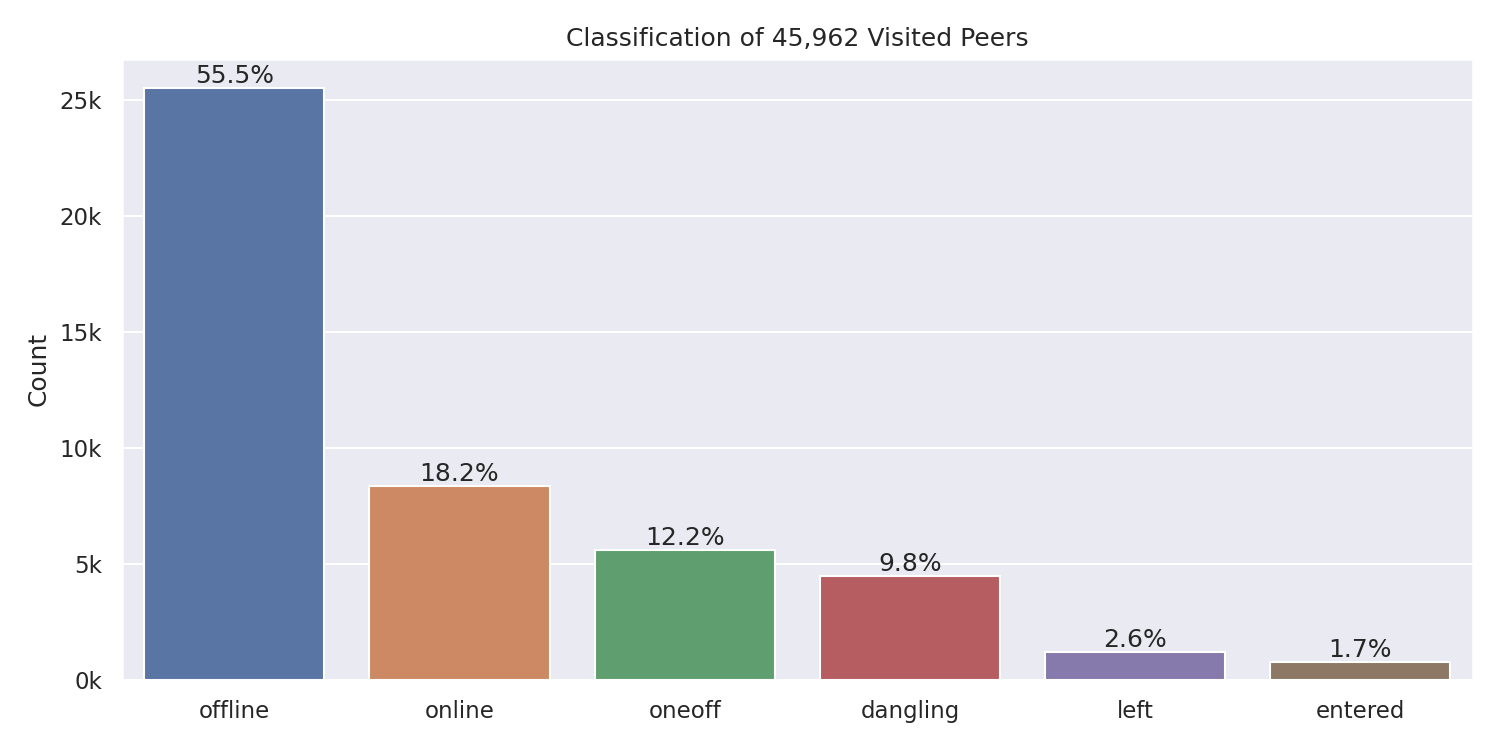 Classification of 45,962 Visited Peers
Count
25k
20k
15k
10k
5k
0k
55.5%
18.2%
12.2%
9.8%
2.6%
1.7%
offline
online
oneoff
dangling
left
entered